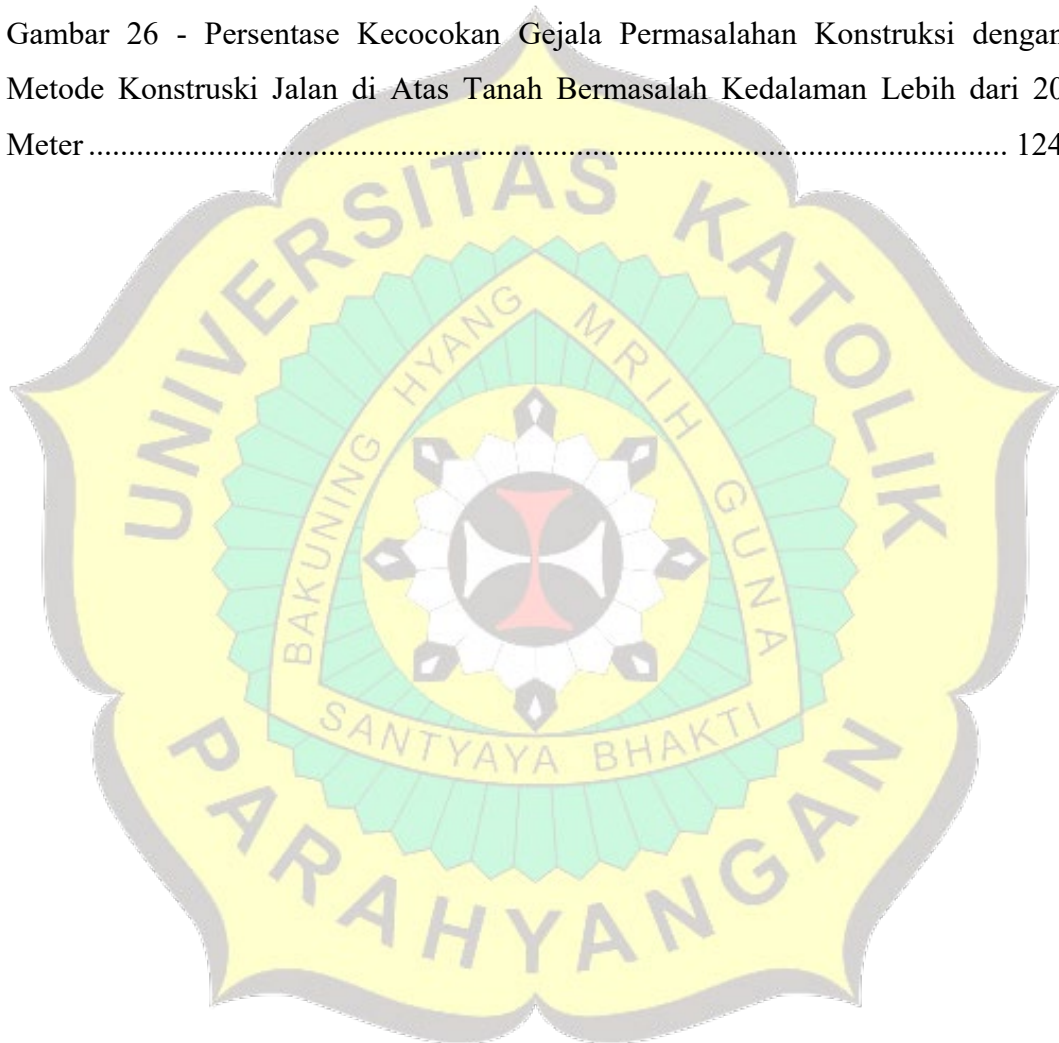 Gambar 26 - Persentase Kecocokan Gejala Permasalahan Konstruksi dengan
Metode Konstruski Jalan di Atas Tanah Bermasalah Kedalaman Lebih dari 20
Meter .................................................................................................................... 124
UNIVERSITAS KATOLIK
BAKUNING HYANG MRIH GUNA
SANTYAYA BHAKTI
PARAHYANGAN